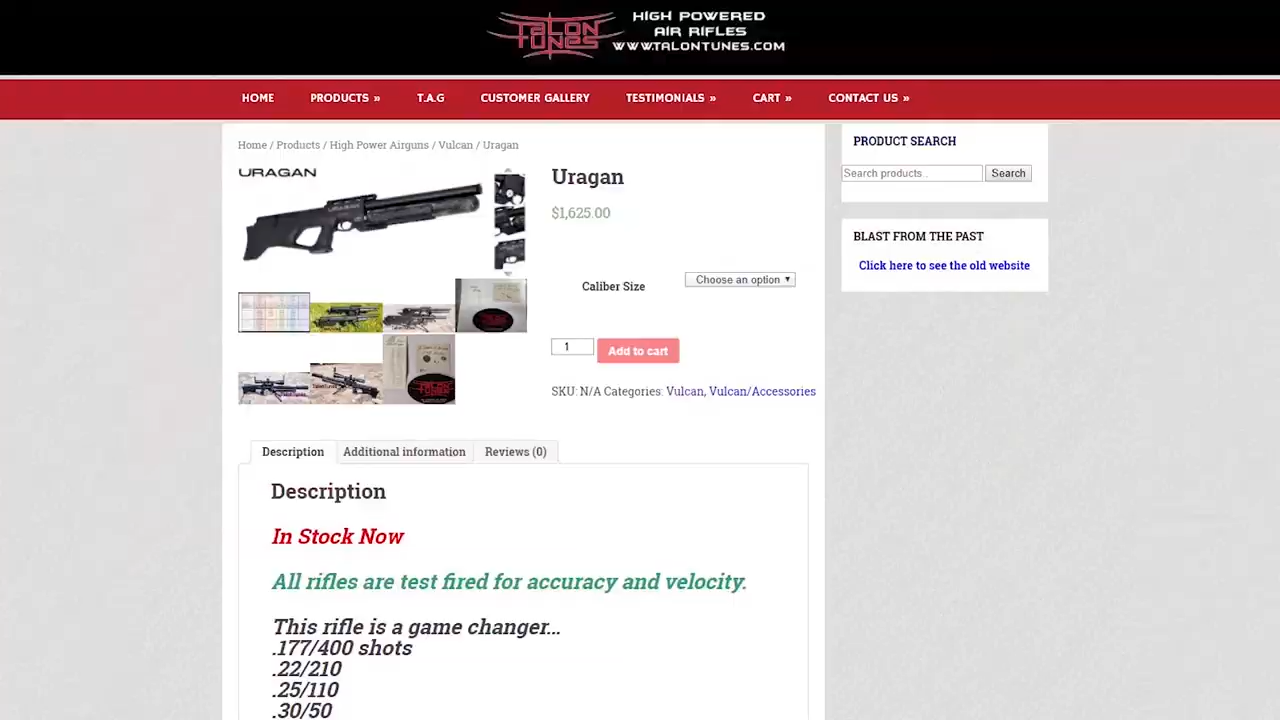 TALON TUNES
HIGH POWERED
AIR RIFLES
WWW.TALONTUNES.COM
HOME PRODUCTS » T.A.G CUSTOMER GALLERY TESTIMONIALS » CART » CONTACT US »
Home / Products / High Power Airguns / Vulcan / Uragan
URAGAN
Uragan
$1,625.00
Caliber Size Choose an option
1 Add to cart
SKU: N/A Categories: Vulcan, Vulcan/Accessories
PRODUCT SEARCH
Search products… Search
BLAST FROM THE PAST
Click here to see the old website
Description Additional information Reviews (0)
Description
In Stock Now
All rifles are test fired for accuracy and velocity.
This rifle is a game changer…
.177/400 shots
.22/210
.25/110
.30/50